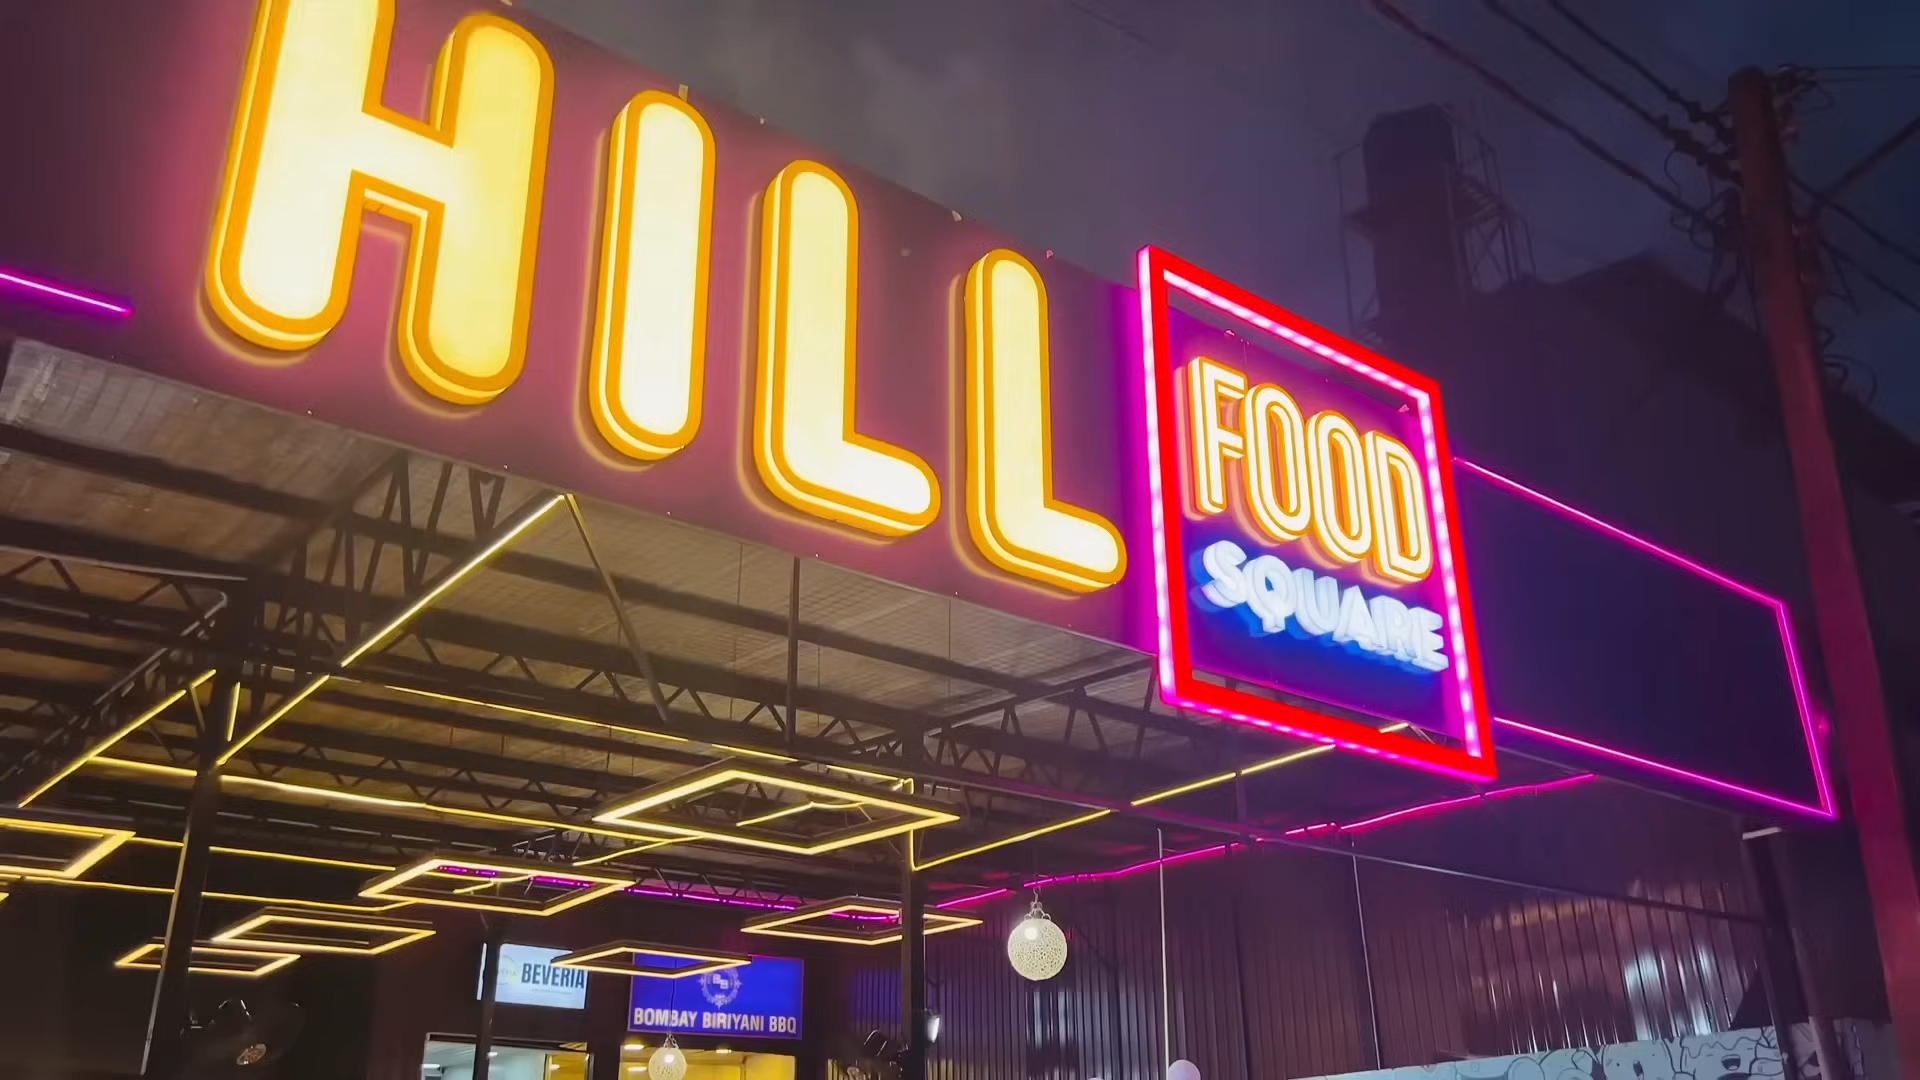 HILL
FOOD
SQUARE
BEVERIA
BOMBAY BIRIYANI BBQ